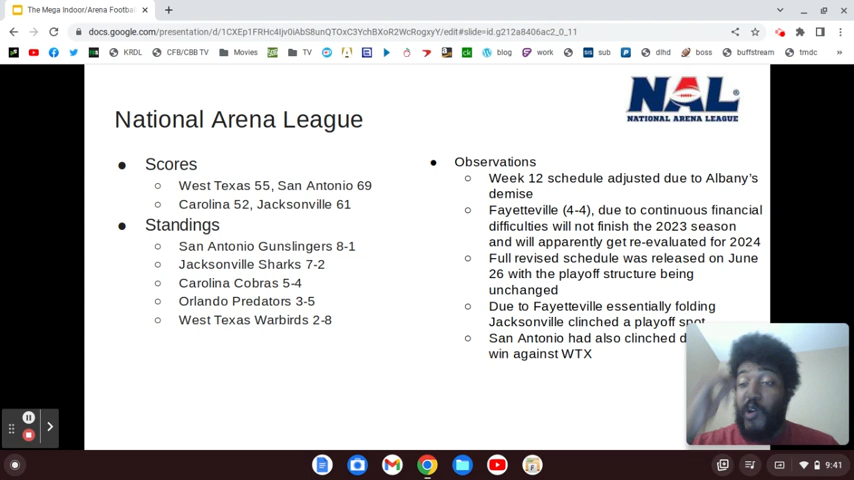 The Mega Indoor/Arena Footba
docs.google.com/presentation/d/1CXEp1FRHc4Ijv0iAbS8unQTOxC3YchBXoR2WcRogxyY/edit#slide=id.g212a8406ac2_0_11
KRDL
CFB/CBB TV
Movies
TV
blog
work
sub
dlhd
boss
buffstream
tmdc
»
National Arena League
NAL
NATIONAL ARENA LEAGUE
Scores
West Texas 55, San Antonio 69
Carolina 52, Jacksonville 61
Standings
San Antonio Gunslingers 8-1
Jacksonville Sharks 7-2
Carolina Cobras 5-4
Orlando Predators 3-5
West Texas Warbirds 2-8
Observations
Week 12 schedule adjusted due to Albany's
demise
Fayetteville (4-4), due to continuous financial
difficulties will not finish the 2023 season
and will apparently get re-evaluated for 2024
Full revised schedule was released on June
26 with the playoff structure being
unchanged
Due to Fayetteville essentially folding
Jacksonville clinched a playoff spot
San Antonio had also clinched
win against WTX
9:41